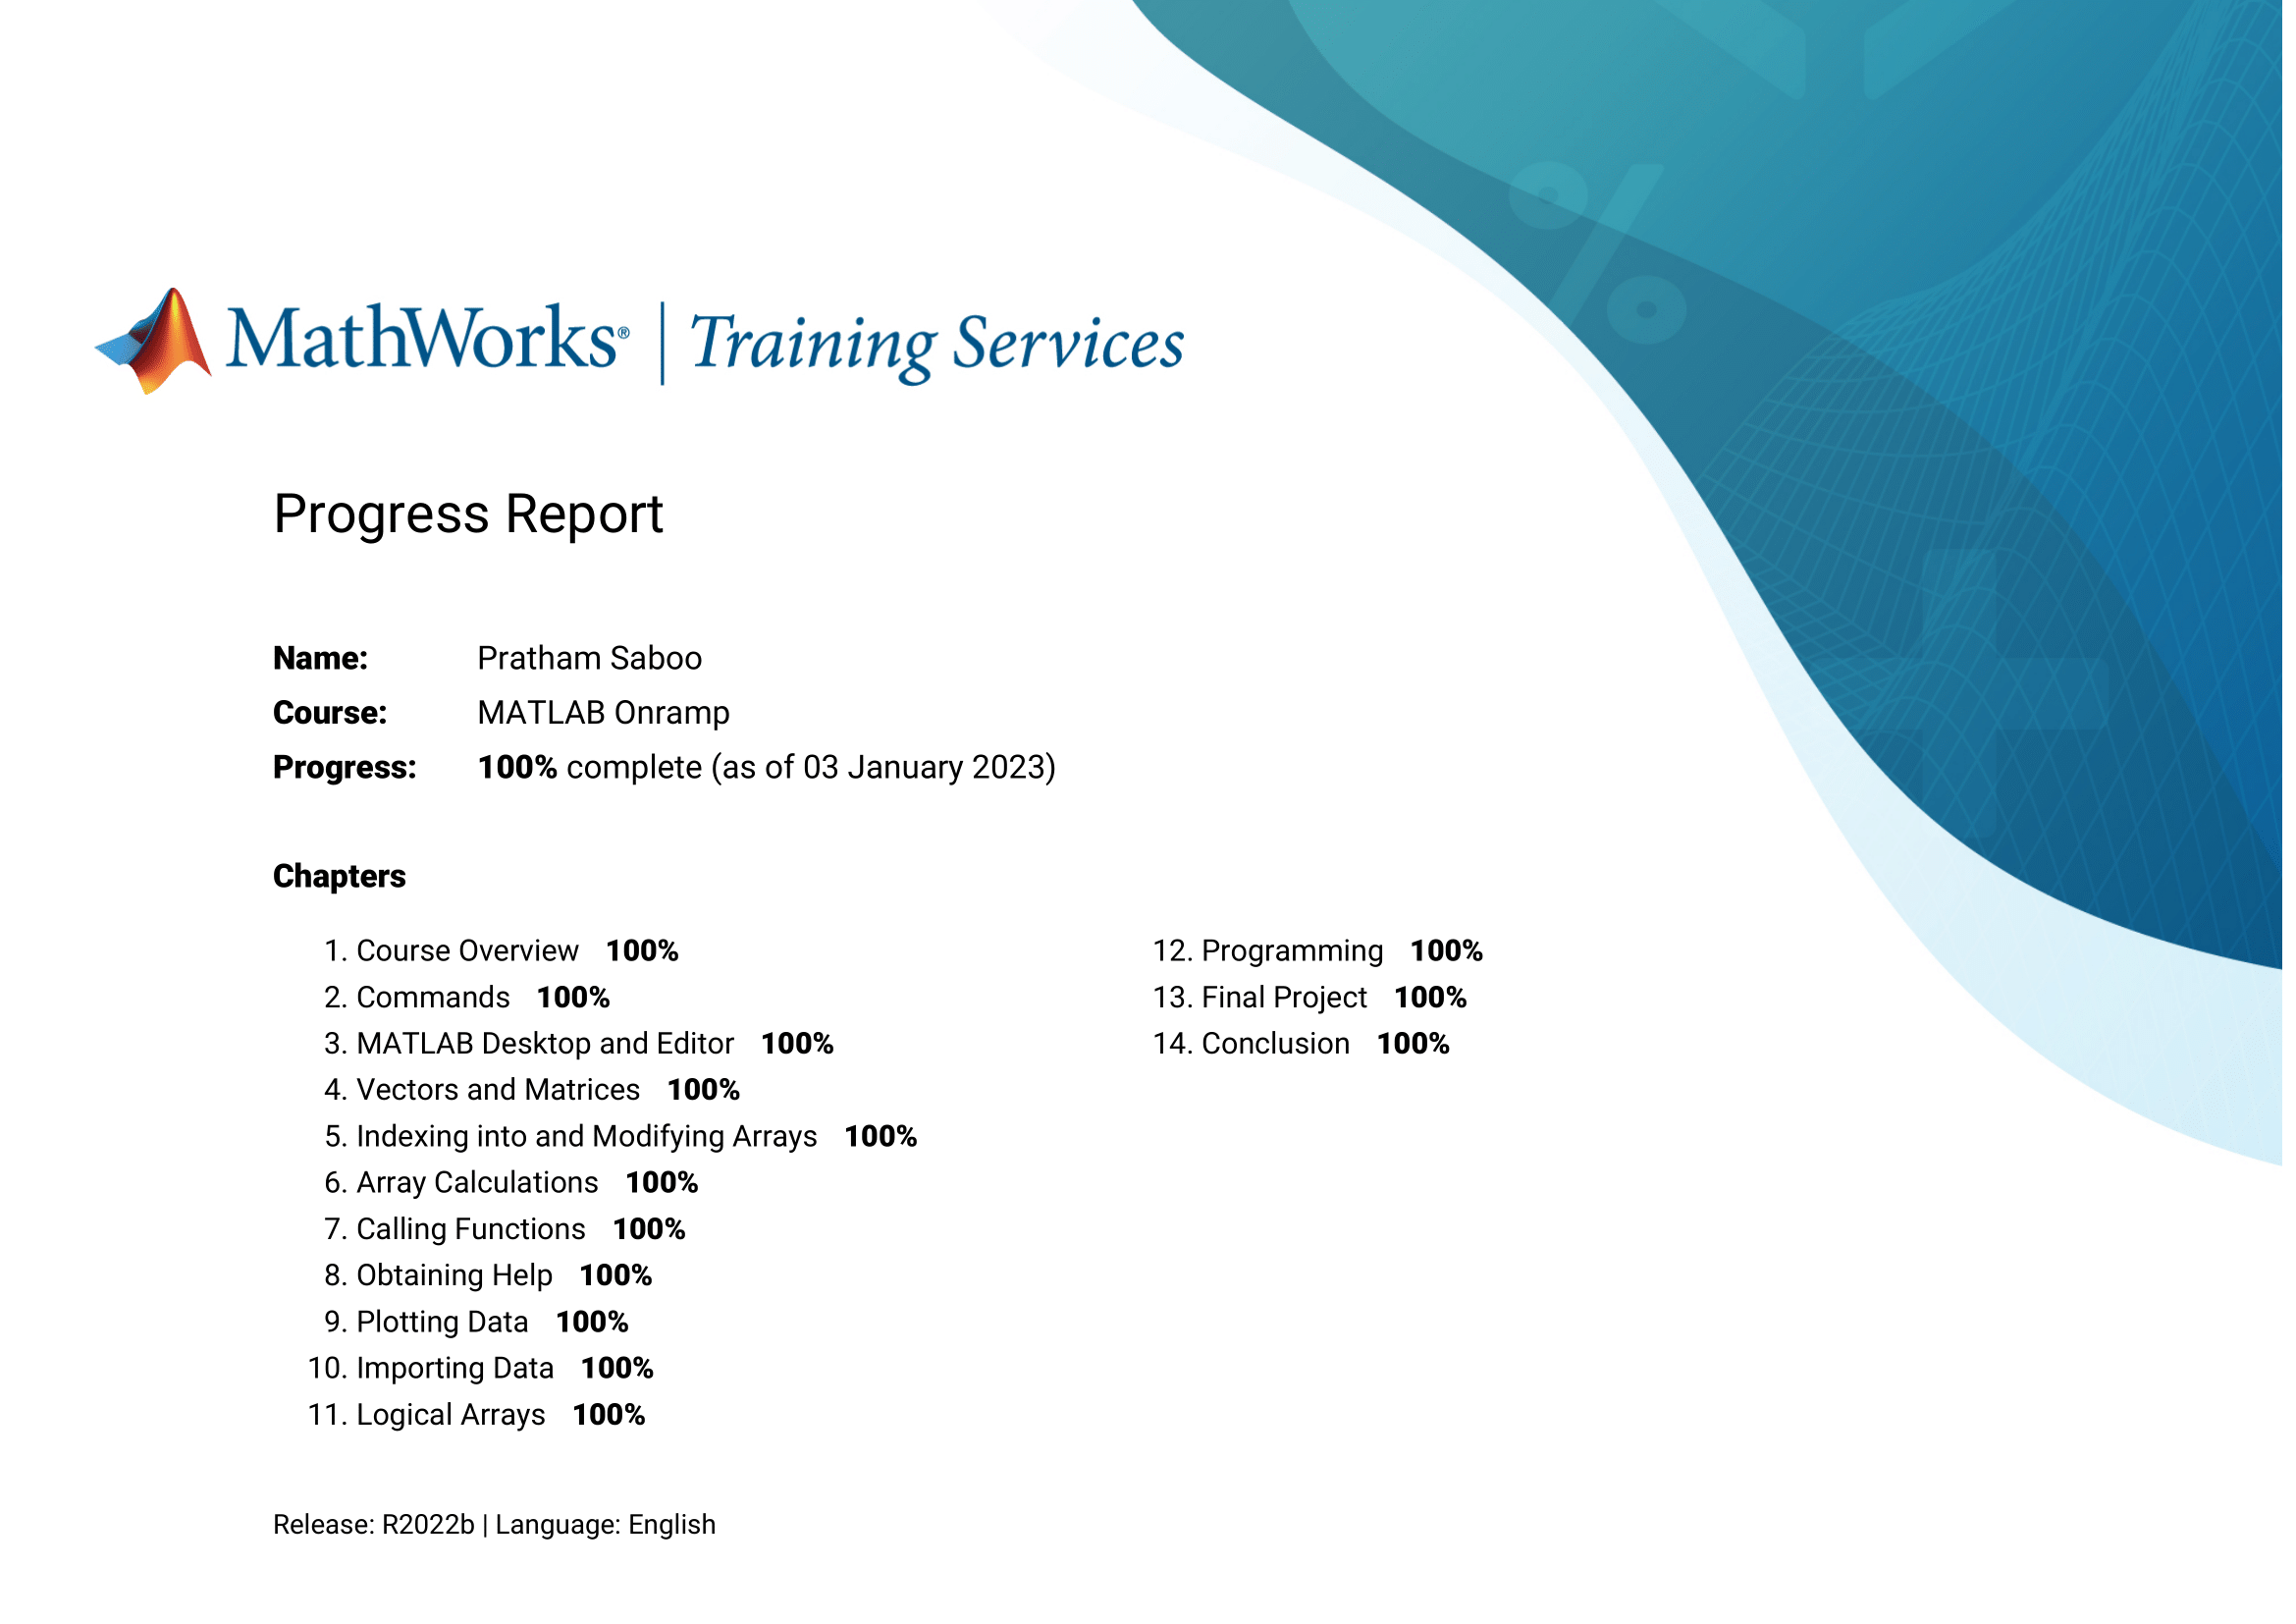 MathWorks® | Training Services
Progress Report
Name: Pratham Saboo
Course: MATLAB Onramp
Progress: 100% complete (as of 03 January 2023)
Chapters
1. Course Overview 100%
2. Commands 100%
3. MATLAB Desktop and Editor 100%
4. Vectors and Matrices 100%
5. Indexing into and Modifying Arrays 100%
6. Array Calculations 100%
7. Calling Functions 100%
8. Obtaining Help 100%
9. Plotting Data 100%
10. Importing Data 100%
11. Logical Arrays 100%
12. Programming 100%
13. Final Project 100%
14. Conclusion 100%
Release: R2022b | Language: English